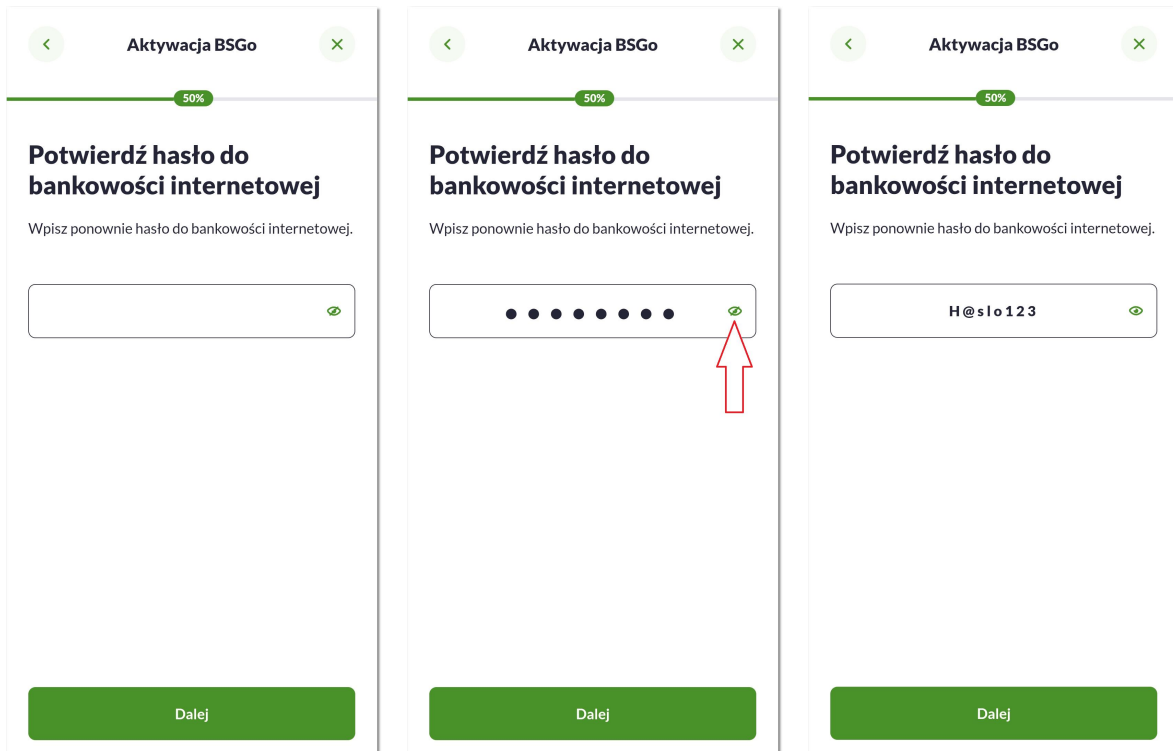 Aktywacja BSGo
50%
Potwierdź hasło do
bankowości internetowej
Wpisz ponownie hasło do bankowości internetowej.
Dalej
Aktywacja BSGo
50%
Potwierdź hasło do
bankowości internetowej
Wpisz ponownie hasło do bankowości internetowej.
Dalej
Aktywacja BSGo
50%
Potwierdź hasło do
bankowości internetowej
Wpisz ponownie hasło do bankowości internetowej.
H@slo123
Dalej